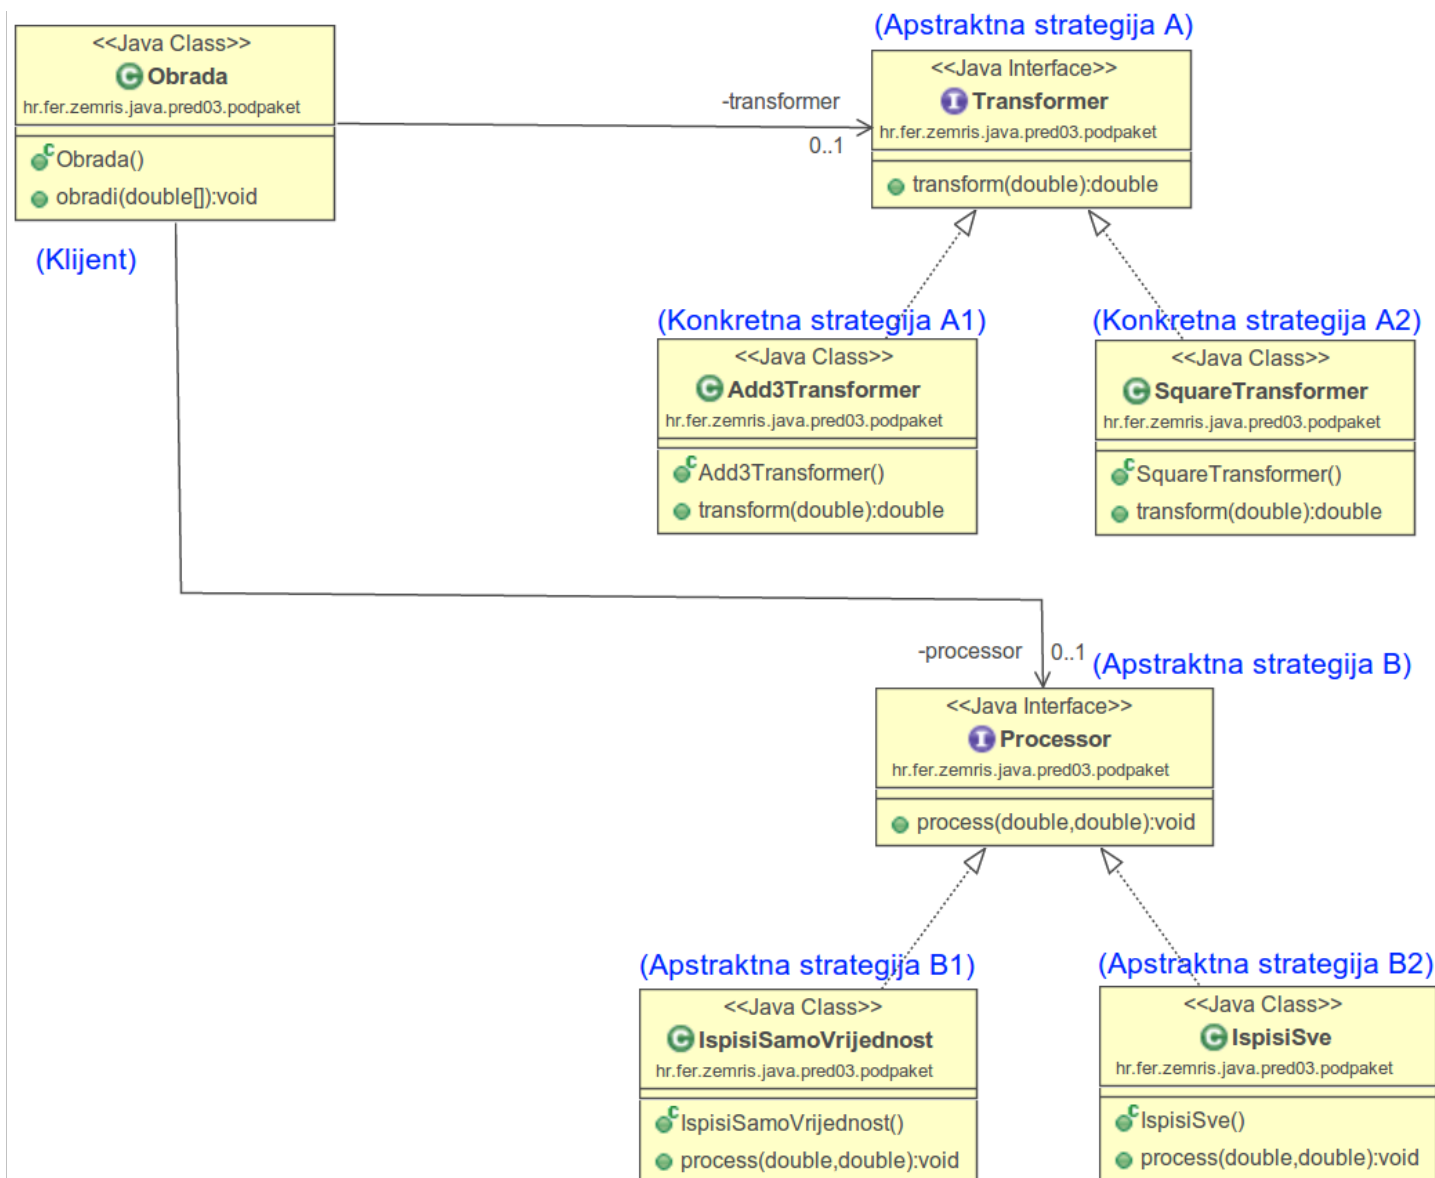 <<Java Class>>
Obrada
hr.fer.zemris.java.pred03.podpaket
Obrada()
obradi(double[]):void
(Klijent)
-transformer
0..1
(Apstraktna strategija A)
<<Java Interface>>
Transformer
hr.fer.zemris.java.pred03.podpaket
transform(double):double
(Konkretna strategija A1)
<<Java Class>>
Add3Transformer
hr.fer.zemris.java.pred03.podpaket
Add3Transformer()
transform(double):double
(Konkretna strategija A2)
<<Java Class>>
SquareTransformer
hr.fer.zemris.java.pred03.podpaket
SquareTransformer()
transform(double):double
-processor
0..1
(Apstraktna strategija B)
<<Java Interface>>
Processor
hr.fer.zemris.java.pred03.podpaket
process(double,double):void
(Apstraktna strategija B1)
<<Java Class>>
IspisiSamoVrijednost
hr.fer.zemris.java.pred03.podpaket
IspisiSamoVrijednost()
process(double,double):void
(Apstraktna strategija B2)
<<Java Class>>
IspisiSve
hr.fer.zemris.java.pred03.podpaket
IspisiSve()
process(double,double):void